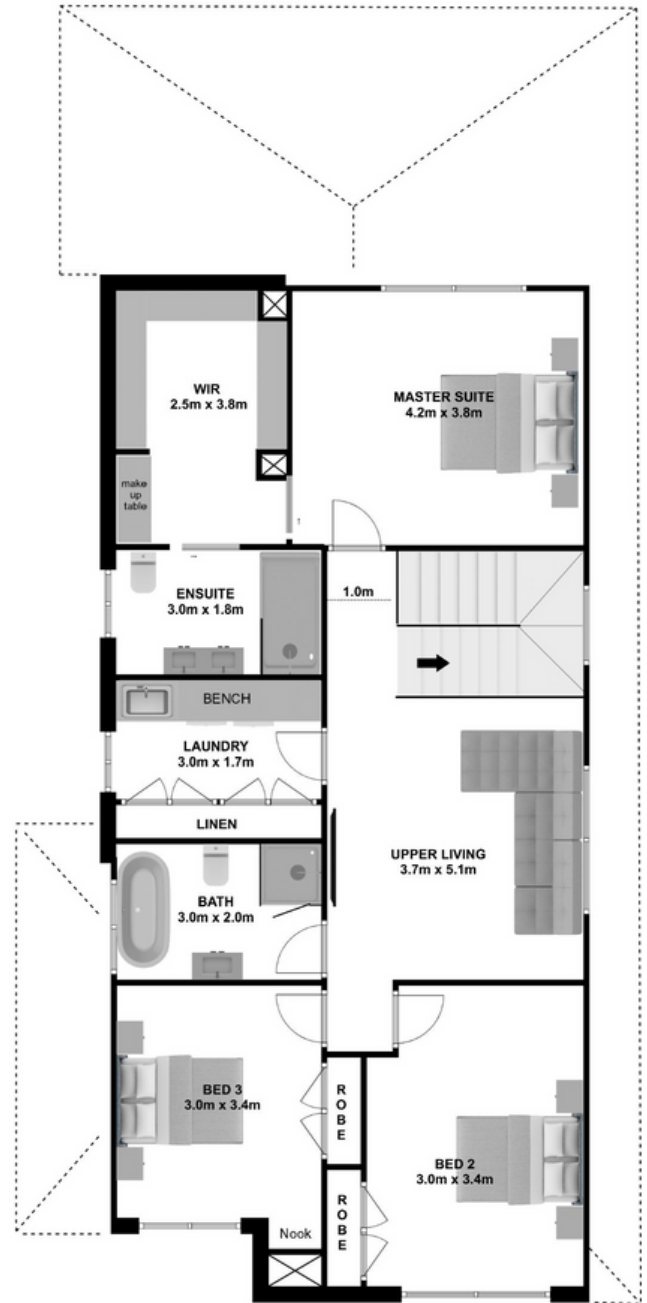 WIR
2.5m x 3.8m
MASTER SUITE
4.2m x 3.8m
make
up
table
ENSUITE
3.0m x 1.8m
1.0m
BENCH
LAUNDRY
3.0m x 1.7m
LINEN
UPPER LIVING
3.7m x 5.1m
BATH
3.0m x 2.0m
BED 3
3.0m x 3.4m
R
O
B
E
BED 2
3.0m x 3.4m
R
O
B
E
Nook